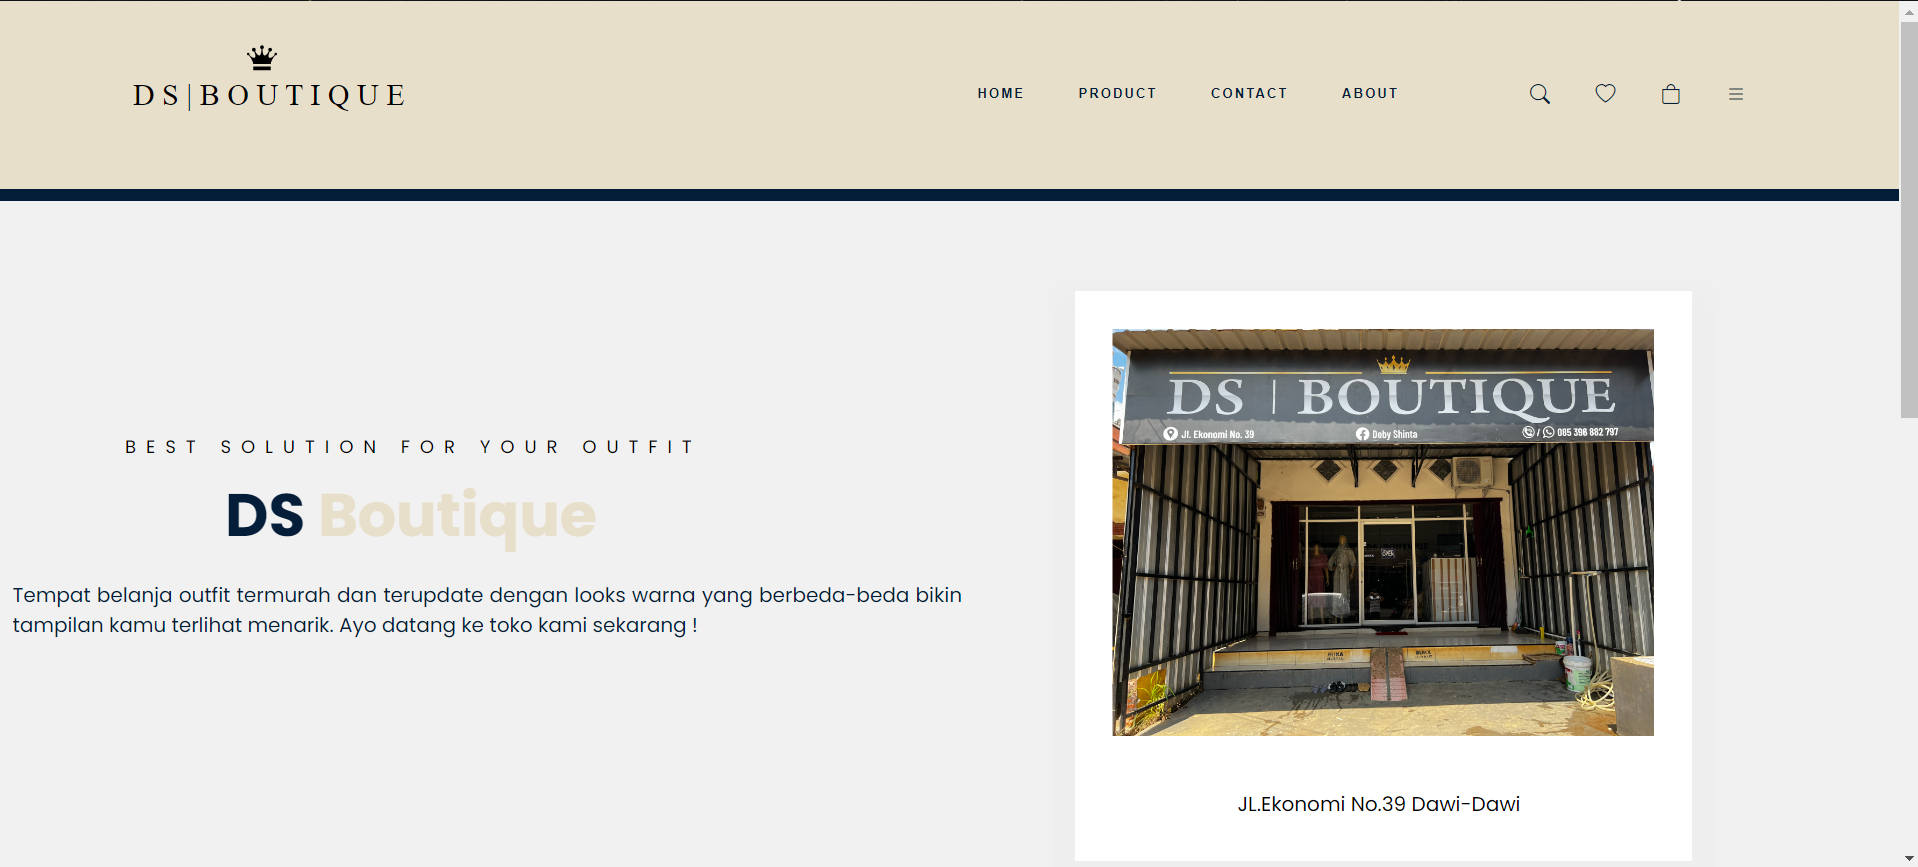 DS|BOUTIQUE
HOME PRODUCT CONTACT ABOUT
BEST SOLUTION FOR YOUR OUTFIT
DS Boutique
Tempat belanja outfit termurah dan terupdate dengan looks warna yang berbeda-beda bikin
tampilan kamu terlihat menarik. Ayo datang ke toko kami sekarang !
DS | BOUTIQUE
Jl. Ekonomi No. 39 Deby Shinta / 085 398 882 797
OPEN
JL.Ekonomi No.39 Dawi-Dawi